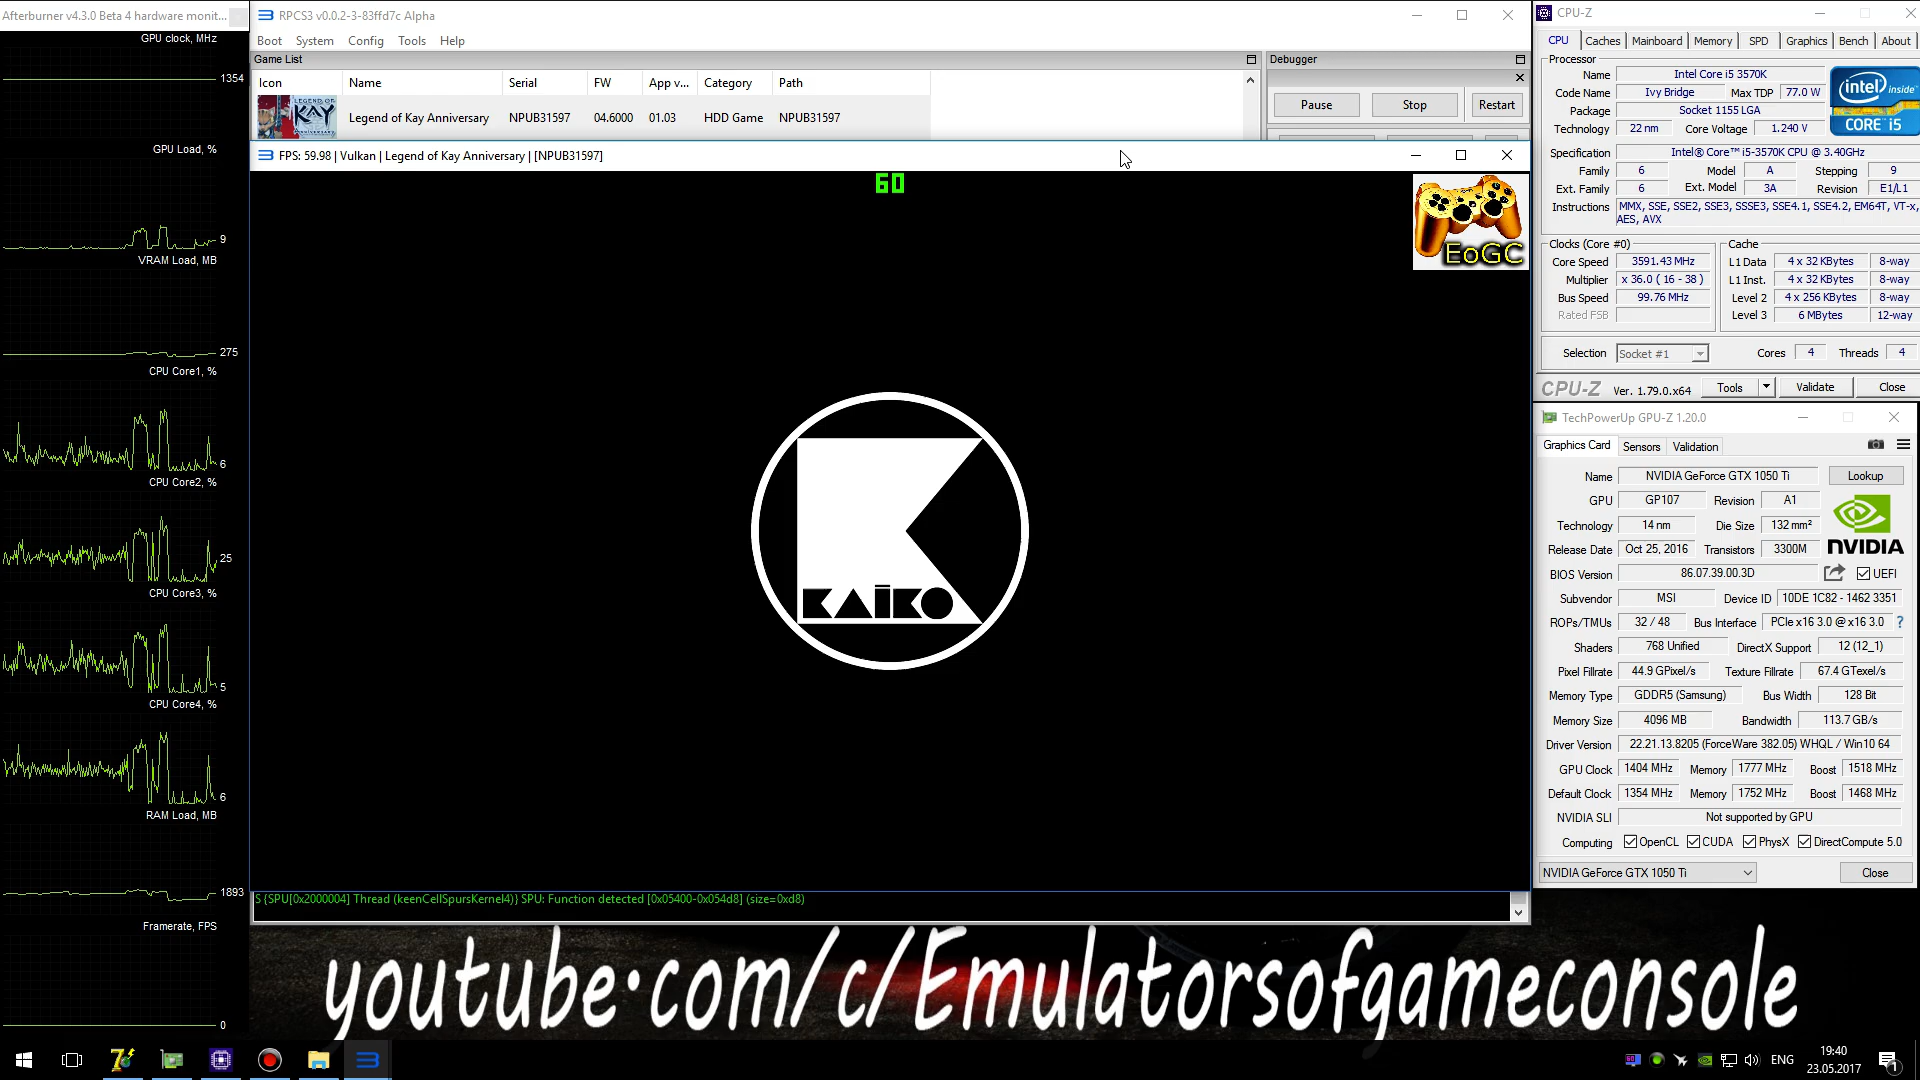 Afterburner v4.3.0 Beta 4 hardware monit...
GPU clock, MHz
1354
GPU Load, %
9
VRAM Load, MB
275
CPU Core1, %
6
CPU Core2, %
25
CPU Core3, %
5
CPU Core4, %
6
RAM Load, MB
1893
Framerate, FPS
0
RPCS3 v0.0.2-3-83ffd7c Alpha
Boot System Config Tools Help
Game List
Icon Name Serial FW App v... Category Path
LEGEND OF KAY Anniversary
Legend of Kay Anniversary NPUB31597 04.6000 01.03 HDD Game NPUB31597
Debugger
Pause Stop Restart
FPS: 59.98 | Vulkan | Legend of Kay Anniversary | [NPUB31597]
60
EoGC
KAIKO
S {SPU[0x2000004] Thread (keenCellSpursKernel4)} SPU: Function detected [0x05400-0x054d8] (size=0xd8)
youtube.com/c/Emulatorsofgameconsole
CPU-Z
CPU Caches Mainboard Memory SPD Graphics Bench About
Processor
Name Intel Core i5 3570K
Code Name Ivy Bridge Max TDP 77.0 W
Package Socket 1155 LGA
Technology 22 nm Core Voltage 1.240 V
intel inside
CORE i5
Specification Intel® Core™ i5-3570K CPU @ 3.40GHz
Family 6 Model A Stepping 9
Ext. Family 6 Ext. Model 3A Revision E1/L1
Instructions MMX, SSE, SSE2, SSE3, SSSE3, SSE4.1, SSE4.2, EM64T, VT-x,
AES, AVX
Clocks (Core #0) Cache
Core Speed 3591.43 MHz L1 Data 4 x 32 KBytes 8-way
Multiplier x 36.0 ( 16 - 38 ) L1 Inst. 4 x 32 KBytes 8-way
Bus Speed 99.76 MHz Level 2 4 x 256 KBytes 8-way
Rated FSB Level 3 6 MBytes 12-way
Selection Socket #1 Cores 4 Threads 4
CPU-Z Ver. 1.79.0.x64 Tools Validate Close
TechPowerUp GPU-Z 1.20.0
Graphics Card Sensors Validation
Name NVIDIA GeForce GTX 1050 Ti Lookup
GPU GP107 Revision A1
Technology 14 nm Die Size 132 mm²
Release Date Oct 25, 2016 Transistors 3300M
NVIDIA
BIOS Version 86.07.39.00.3D UEFI
Subvendor MSI Device ID 10DE 1C82 - 1462 3351
ROPs/TMUs 32 / 48 Bus Interface PCIe x16 3.0 @ x16 3.0 ?
Shaders 768 Unified DirectX Support 12 (12_1)
Pixel Fillrate 44.9 GPixel/s Texture Fillrate 67.4 GTexel/s
Memory Type GDDR5 (Samsung) Bus Width 128 Bit
Memory Size 4096 MB Bandwidth 113.7 GB/s
Driver Version 22.21.13.8205 (ForceWare 382.05) WHQL / Win10 64
GPU Clock 1404 MHz Memory 1777 MHz Boost 1518 MHz
Default Clock 1354 MHz Memory 1752 MHz Boost 1468 MHz
NVIDIA SLI Not supported by GPU
Computing OpenCL CUDA PhysX DirectCompute 5.0
NVIDIA GeForce GTX 1050 Ti Close
ENG
19:40
23.05.2017
1